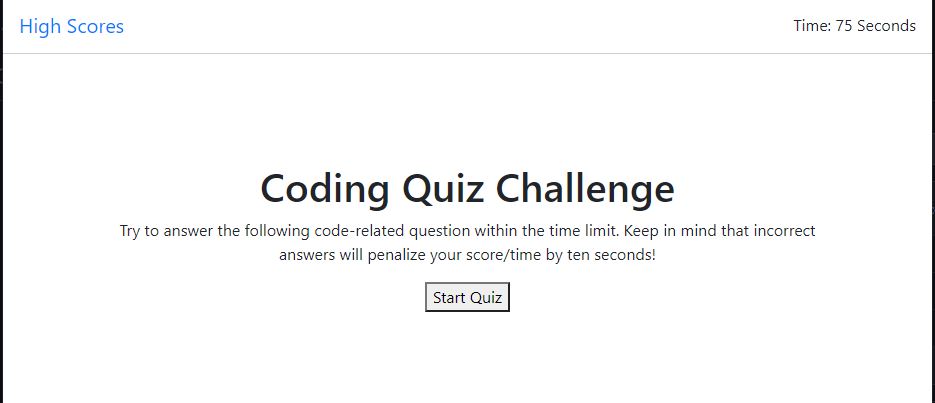 High Scores
Time: 75 Seconds
Coding Quiz Challenge
Try to answer the following code-related question within the time limit. Keep in mind that incorrect
answers will penalize your score/time by ten seconds!
Start Quiz